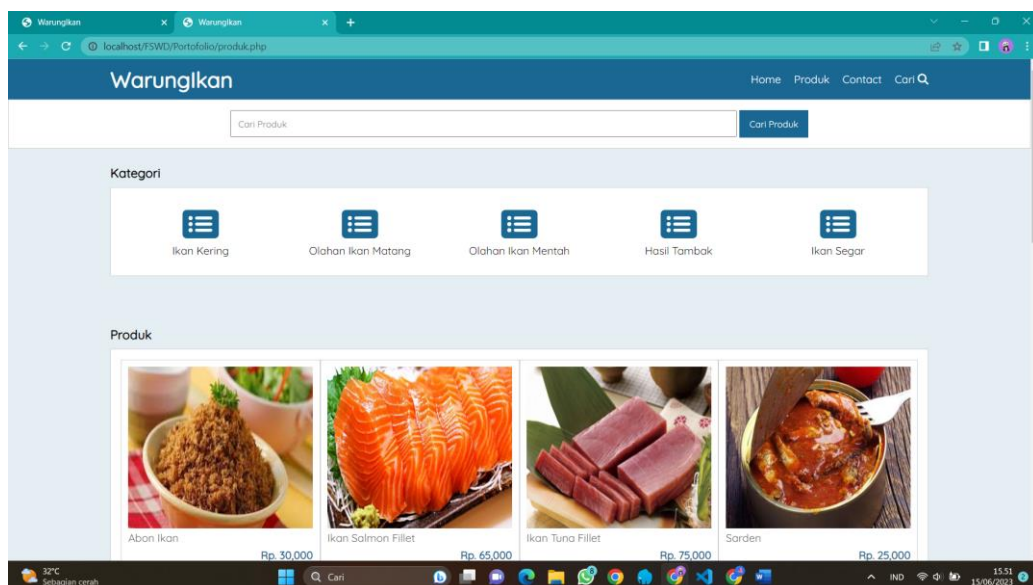 WarungIkan
WarungIkan
localhost/FSWD/Portofolio/produk.php
WarungIkan
Home Produk Contact Cari
Cari Produk
Cari Produk
Kategori
Ikan Kering
Olahan Ikan Matang
Olahan Ikan Mentah
Hasil Tambak
Ikan Segar
Produk
Abon Ikan
Rp. 30,000
Ikan Salmon Fillet
Rp. 65,000
Ikan Tuna Fillet
Rp. 75,000
Sarden
Rp. 25,000
32°C
Sebagian cerah
Cari
IND
15.51
15/06/2023